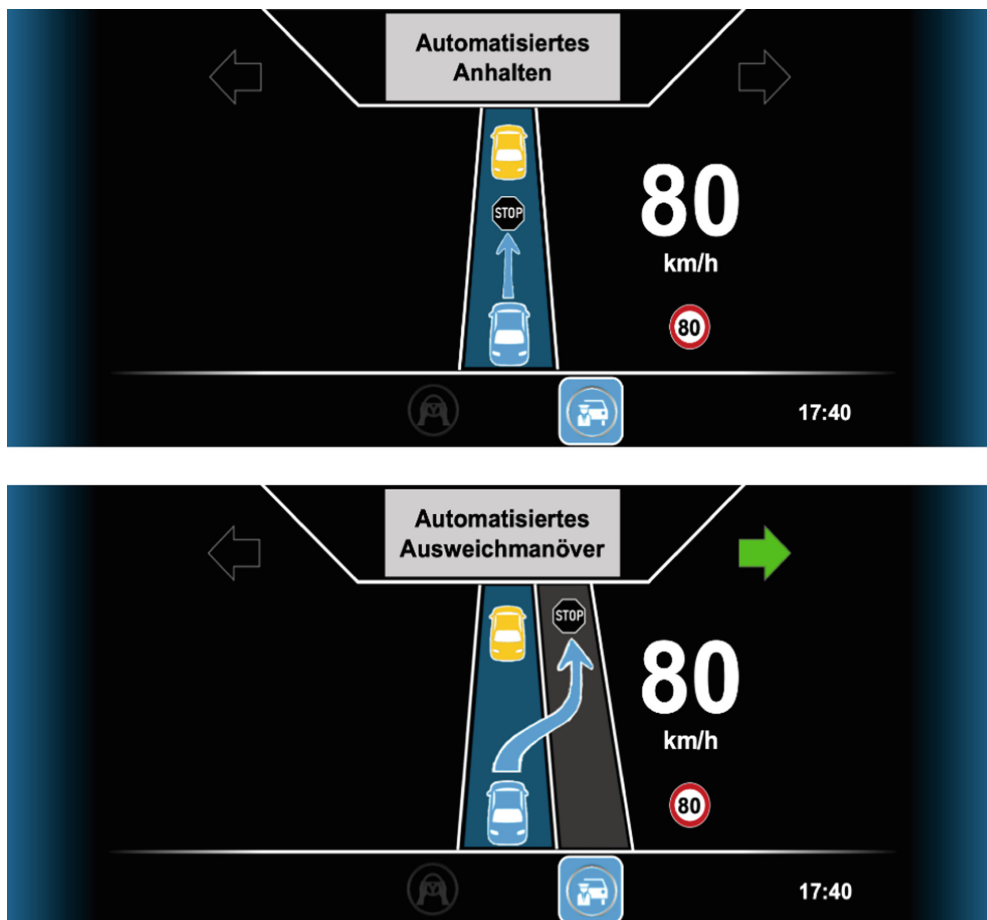 Automatisiertes
Anhalten
STOP
80
km/h
80
17:40
Automatisiertes
Ausweichmanöver
STOP
80
km/h
80
17:40